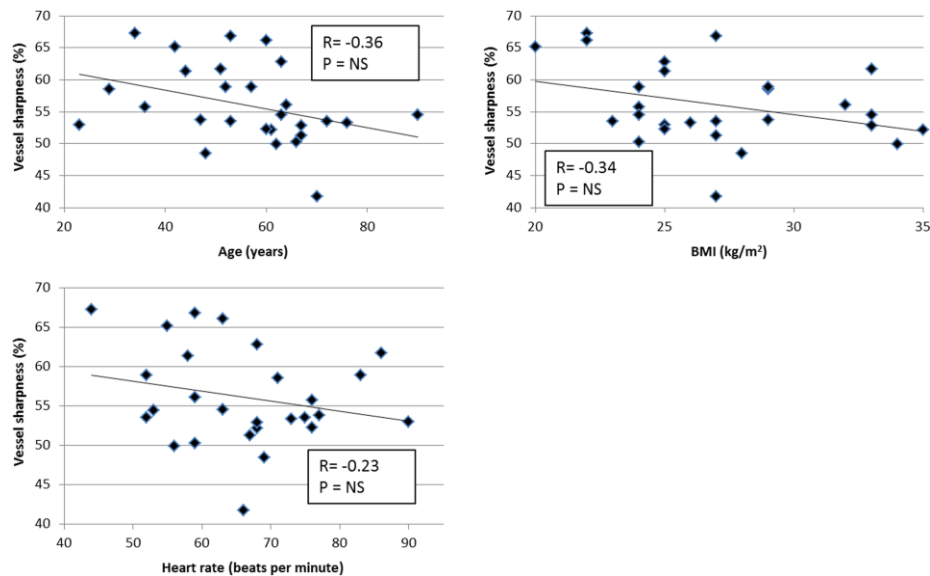 70
65
60
55
50
45
40
Vessel sharpness (%)
R= -0.36
P = NS
20
40
60
80
Age (years)
70
65
60
55
50
45
40
Vessel sharpness (%)
R= -0.34
P = NS
20
25
30
35
BMI (kg/m²)
70
65
60
55
50
45
40
Vessel sharpness (%)
R= -0.23
P = NS
40
50
60
70
80
90
Heart rate (beats per minute)